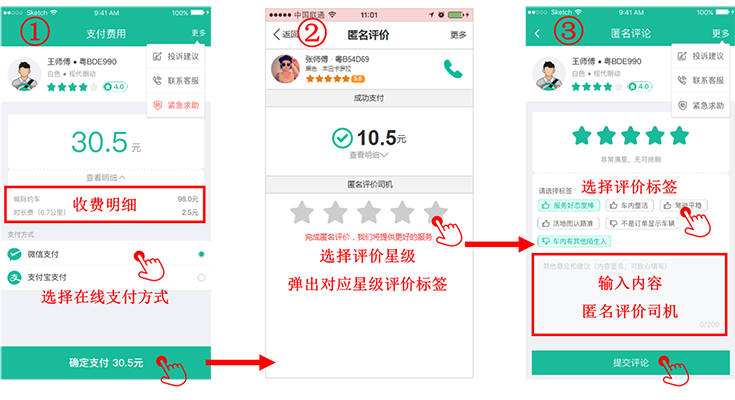 Sketch 9:41 AM 100%
① 支付费用 更多
王师傅 • 粤BDE990
白色 • 现代朗动
4.0
投诉建议
联系客服
紧急求助
30.5元
查看明细
城际约车 98.0元
时长费（6.7公里） 2.5元
收费明细
支付方式
微信支付
支付宝支付
选择在线支付方式
确定支付 30.5元
中国联通 11:01
返回 ② 匿名评价 更多
张师傅 • 粤B54D69
黑色 • 丰田卡罗拉
5.0
成功支付
10.5元
查看明细
匿名评价司机
完成匿名评价，我们将提供更好的服务
选择评价星级
弹出对应星级评价标签
Sketch 9:41 AM 100%
③ 匿名评论 更多
王师傅 • 粤BDE990
白色 • 现代朗动
4.0
投诉建议
联系客服
紧急求助
非常满意，无可挑剔
请选择标签
选择评价标签
服务好态度棒 车内整洁 驾驶平稳
活地图认路准 不是订单显示车辆
车内有其他陌生人
其他意见和建议（内容匿名，可放心填写）
输入内容
匿名评价司机
0/200
提交评论